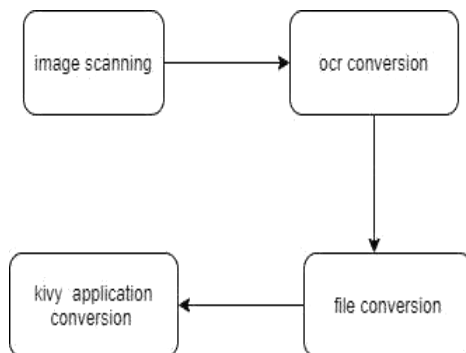 image scanning
ocr conversion
file conversion
kivy application
conversion